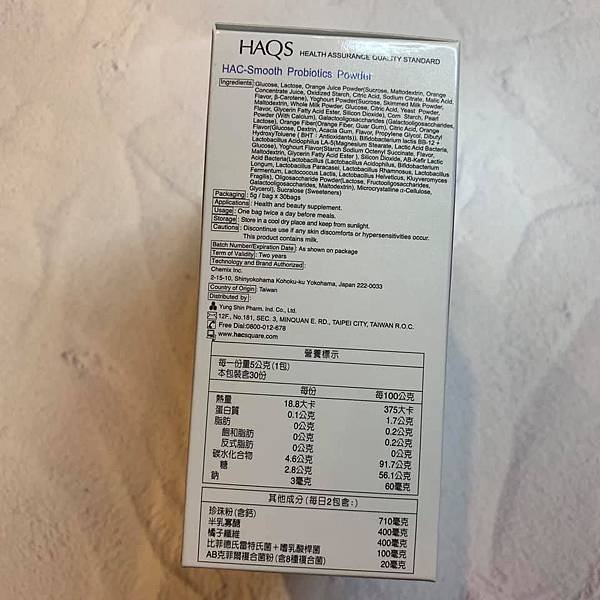 HAQS HEALTH ASSURANCE QUALITY STANDARD
HAC-Smooth Probiotics Powder
Ingredients: Glucose, Lactose, Orange Juice Powder(Sucrose, Maltodextrin, Orange
Concentrate Juice, Oxidized Starch, Citric Acid, Sodium Citrate, Malic Acid,
Flavor, β-Carotene), Yoghourt Powder(Sucrose, Skimmed Milk Powder,
Maltodextrin, Whole Milk Powder, Glucose, Citric Acid, Yeast Powder,
Flavor, Glycerin Fatty Acid Ester), Silicon Dioxide), Corn Starch, Pearl
Powder (With Calcium), Galactooligosaccharides (Galactooligosaccharides,
Lactose), Orange Fiber(Orange Fiber, Guar Gum), Citric Acid, Orange
Flavor(Glucose, Dextrin, Acacia Gum, Flavor, Propylene Glycol, Dibutyl
HydroxyToluene ( BHT : Antioxidants)), Bifidobacterium lactis BB-12 +
Lactobacillus Acidophilus LA-5(Magnesium Stearate, Lactic Acid Bacteria,
Glucose), Yoghourt Flavor(Starch Sodium Octenyl Succinate, Flavor,
Maltodextrin, Glycerin Fatty Acid Ester ), Silicon Dioxide, AB-Kefir Lactic
Acid Bacteria(Lactobacillus (Lactobacillus Acidophilus, Bifidobacterium
Longum, Lactobacillus Paracasei, Lactobacillus Rhamnosus, Lactobacillus
Fermentum, Lactococcus Lactis, Lactobacillus Helveticus, Kluyveromyces
Fragilis), Oligosaccharide Powder(Lactose, Fructooligosaccharides,
Galactooligosaccharides, Maltodextrin), Microcrystalline α-Cellulose,
Glycerol), Sucralose (Sweeteners)
Packaging : 5g / bag x 30bags
Applications : Health and beauty supplement.
Usage : One bag twice a day before meals.
Storage : Store in a cool dry place and keep from sunlight.
Cautions : Discontinue use if any skin discomforts or hypersensitivities occur.
This product contains milk.
Batch Number/Expiration Date : As shown on package
Term of Validity : Two years
Technology and Brand Authorized :
Chemix Inc.
2-15-10, Shinyokohama Kohoku-ku Yokohama, Japan 222-0033
Country of Origin : Taiwan
Distributed by :
Yung Shin Pharm. Ind. Co., Ltd.
12F., No.181, SEC. 3, MINQUAN E. RD., TAIPEI CITY, TAIWAN R.O.C.
Free Dial:0800-012-678
www.hacsquare.com
營養標示
每一份量5公克(1包)
本包裝含30份
每份 每100公克
熱量 18.8大卡 375大卡
蛋白質 0.1公克 1.7公克
脂肪 0公克 0.2公克
飽和脂肪 0公克 0.2公克
反式脂肪 0公克 0公克
碳水化合物 4.6公克 91.7公克
糖 2.8公克 56.1公克
鈉 3毫克 60毫克
其他成分(每日2包含:)
珍珠粉(含鈣) 710毫克
半乳寡醣 400毫克
橘子纖維 400毫克
比菲德氏雷特氏菌+嗜乳酸桿菌 100毫克
AB克菲爾複合菌粉(含8種複合菌) 20毫克